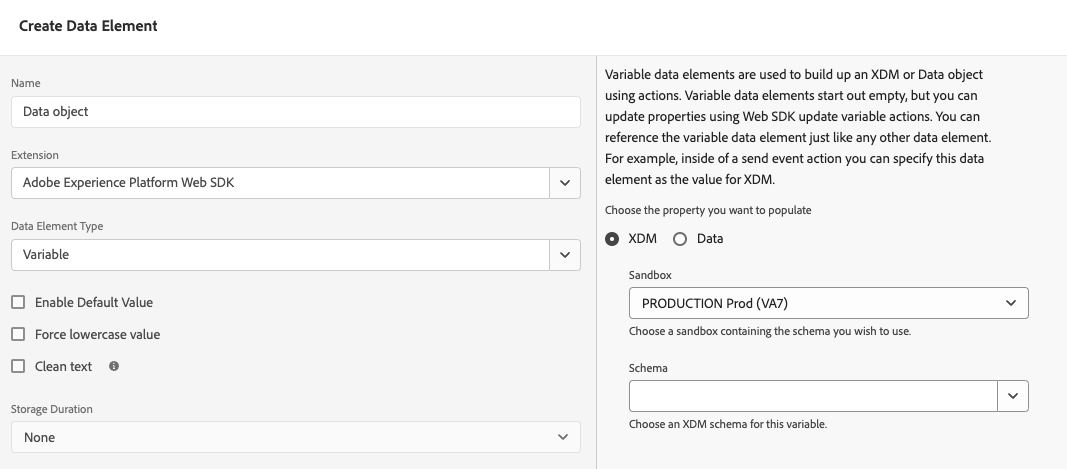 Create Data Element
Name
Data object
Extension
Adobe Experience Platform Web SDK
Data Element Type
Variable
Enable Default Value
Force lowercase value
Clean text
Storage Duration
None
Variable data elements are used to build up an XDM or Data object
using actions. Variable data elements start out empty, but you can
update properties using Web SDK update variable actions. You can
reference the variable data element just like any other data element.
For example, inside of a send event action you can specify this data
element as the value for XDM.
Choose the property you want to populate
XDM Data
Sandbox
PRODUCTION Prod (VA7)
Choose a sandbox containing the schema you wish to use.
Schema
Choose an XDM schema for this variable.